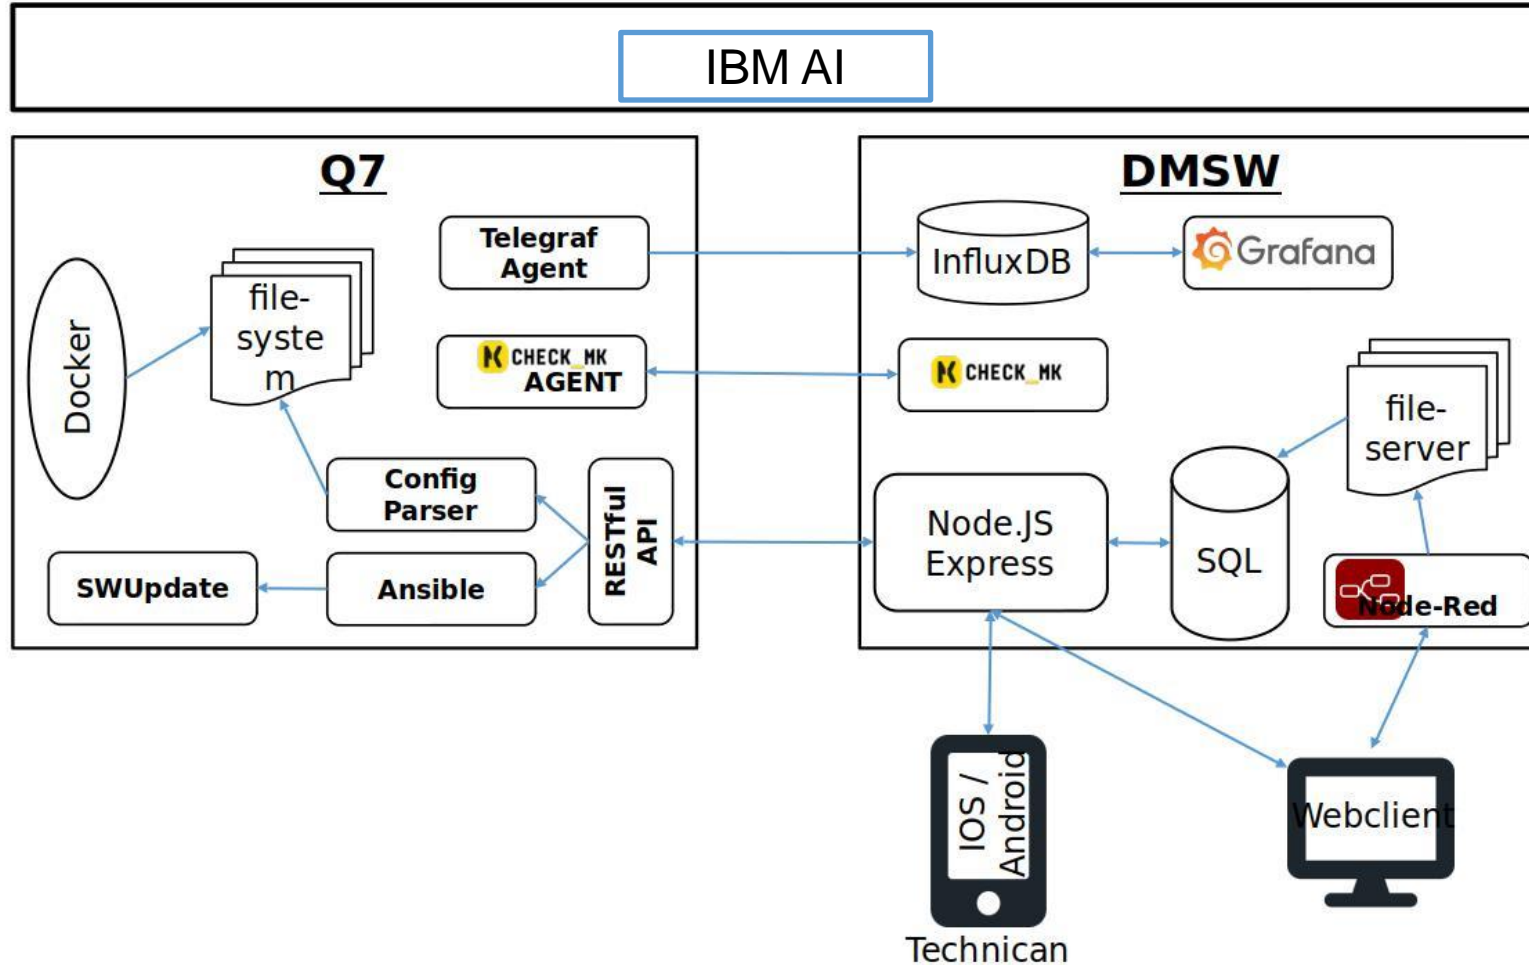 IBM AI
Q7
DMSW
Telegraf
Agent
InfluxDB
Grafana
file-
syste
m
Docker
CHECK_MK
AGENT
CHECK_MK
file-
server
Config
Parser
RESTful
API
Node.JS
Express
SQL
SWUpdate
Ansible
Node-Red
IOS /
Android
Webclient
Technican